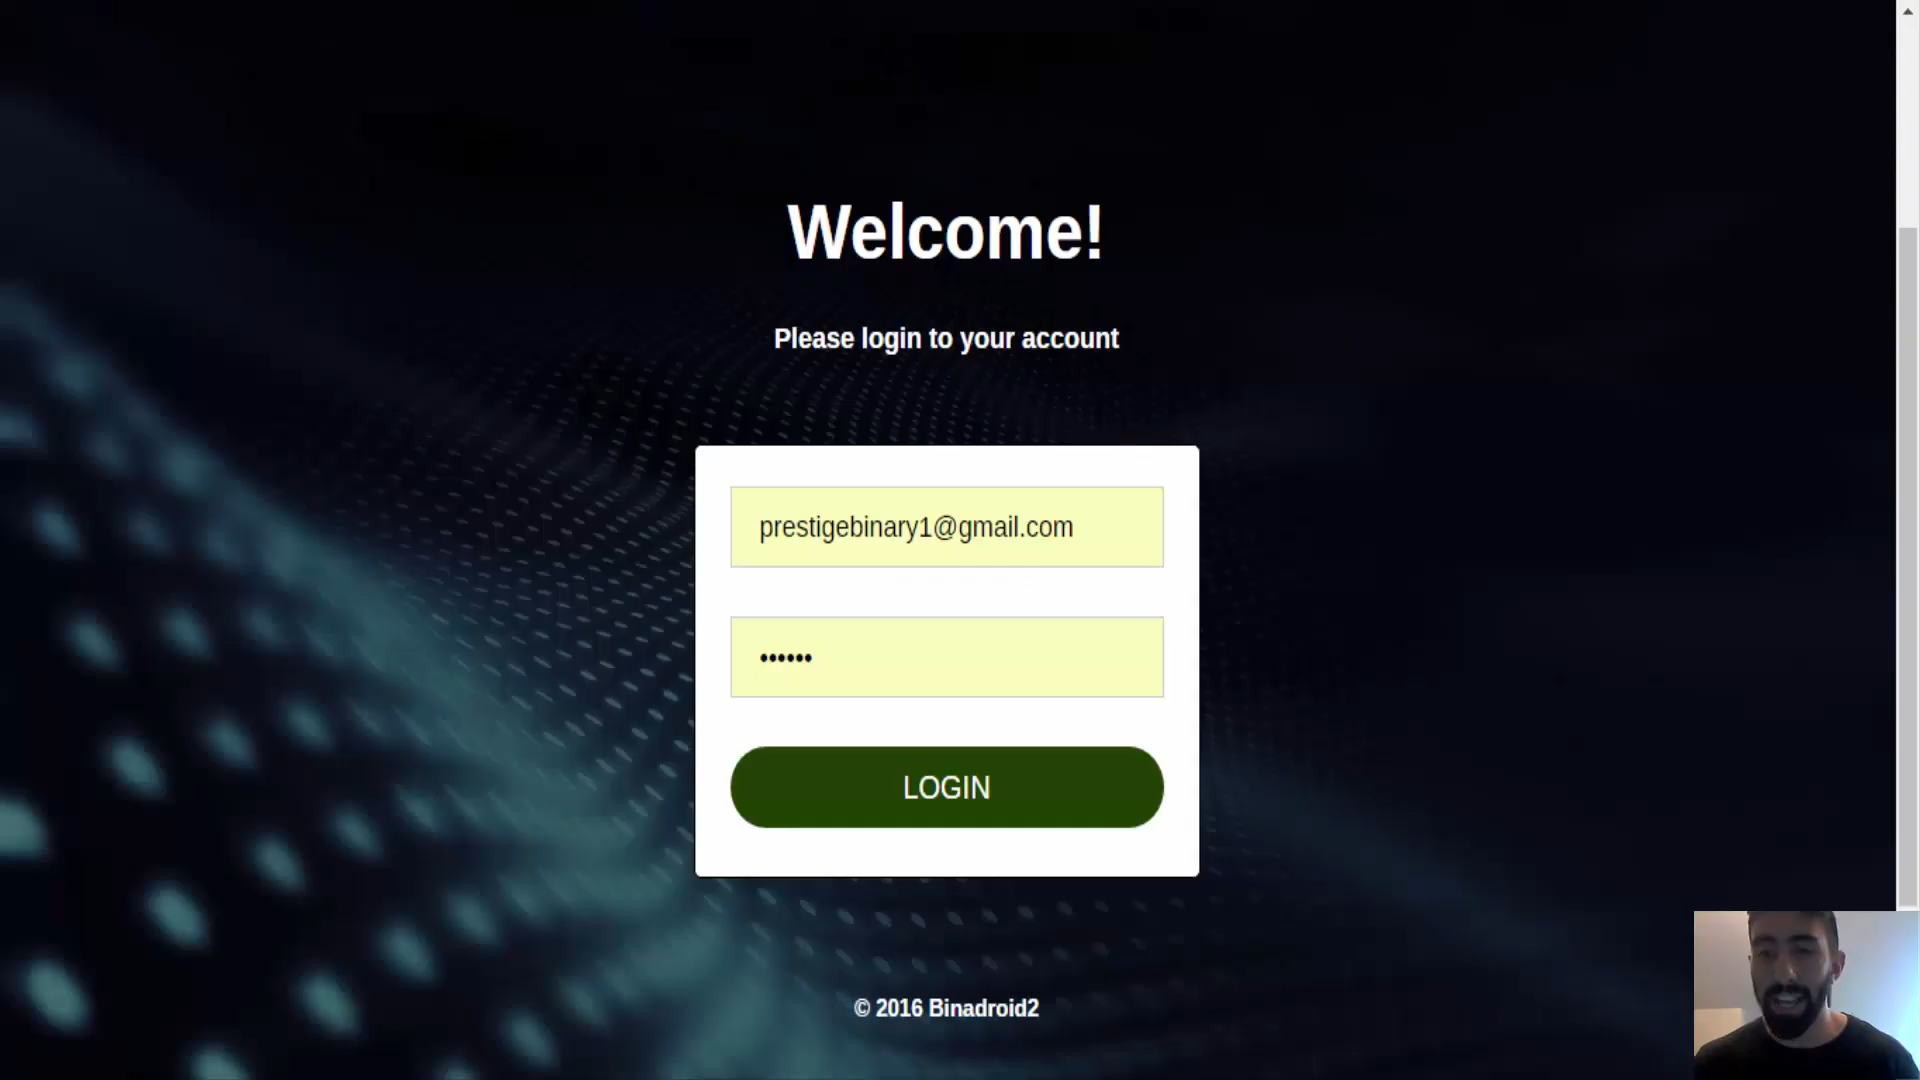 Welcome!
Please login to your account
prestigebinary1@gmail.com
••••••
LOGIN
© 2016 Binadroid2